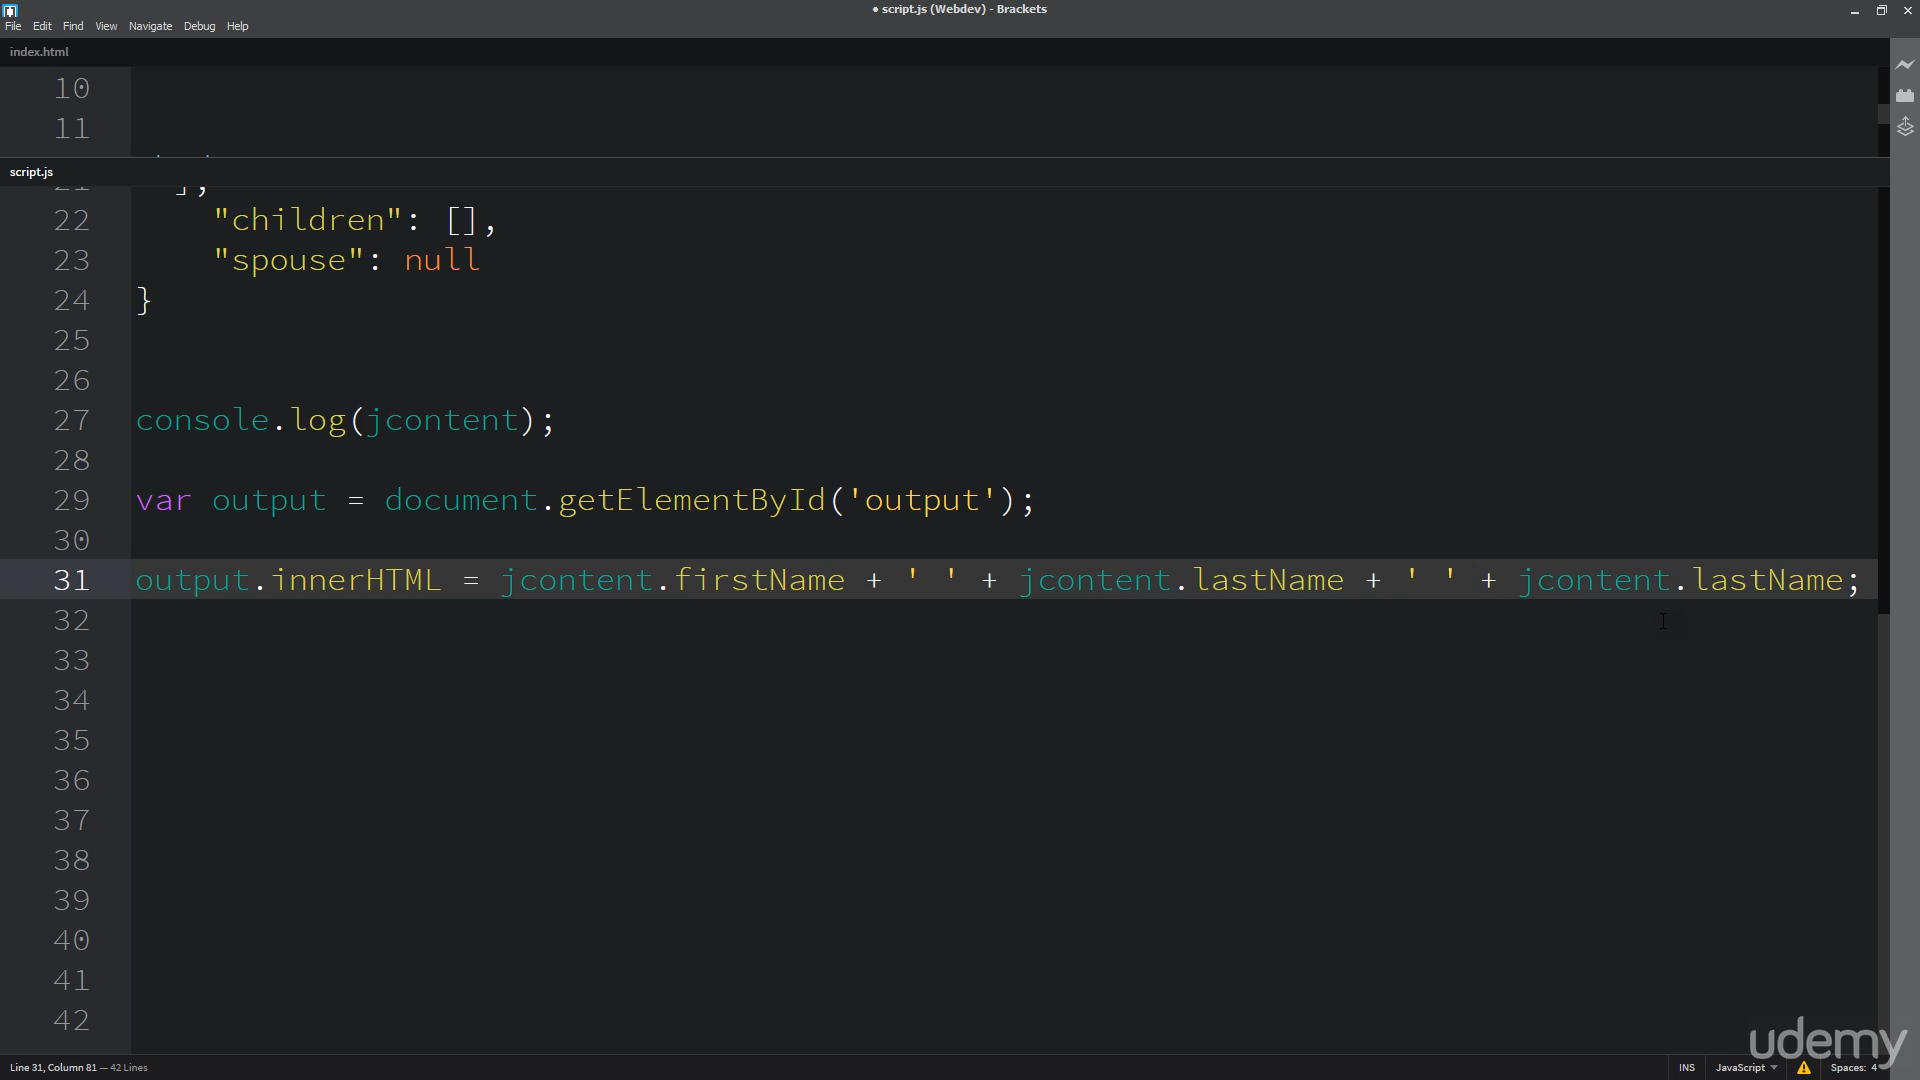 • script.js (Webdev) - Brackets
File Edit Find View Navigate Debug Help
index.html
10
11
script.js
21 ],
22 "children": [],
23 "spouse": null
24 }
25
26
27 console.log(jcontent);
28
29 var output = document.getElementById('output');
30
31 output.innerHTML = jcontent.firstName + ' ' + jcontent.lastName + ' ' + jcontent.lastName;
32
33
34
35
36
37
38
39
40
41
42
udemy
Line 31, Column 81 — 42 Lines INS JavaScript Spaces: 4